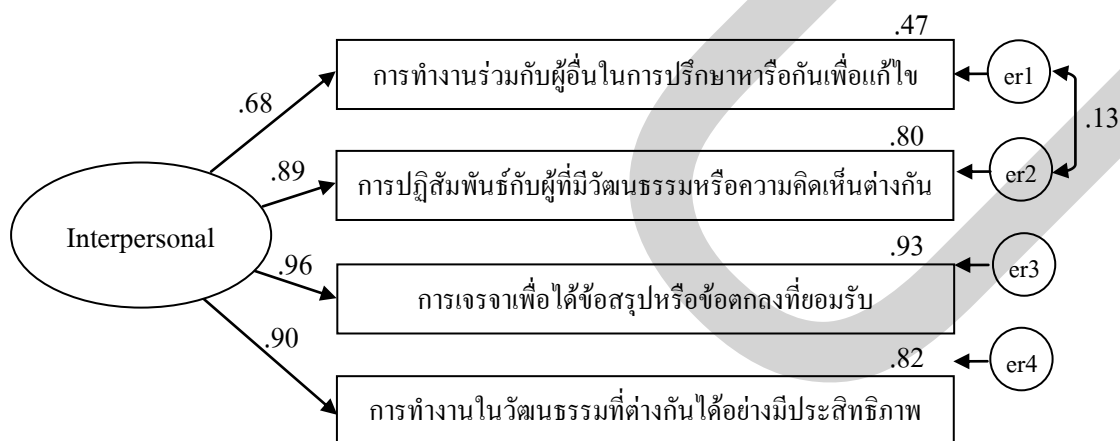 .47
การทำงานร่วมกับผู้อื่นในการปรึกษาหารือกันเพื่อแก้ไข
er1
.68
.13
.80
.89
การปฏิสัมพันธ์กับผู้ที่มีวัฒนธรรมหรือความคิดเห็นต่างกัน
er2
Interpersonal
.93
er3
.96
การเจรจาเพื่อได้ข้อสรุปหรือข้อตกลงที่ยอมรับ
.90
.82
er4
การทำงานในวัฒนธรรมที่ต่างกันได้อย่างมีประสิทธิภาพ